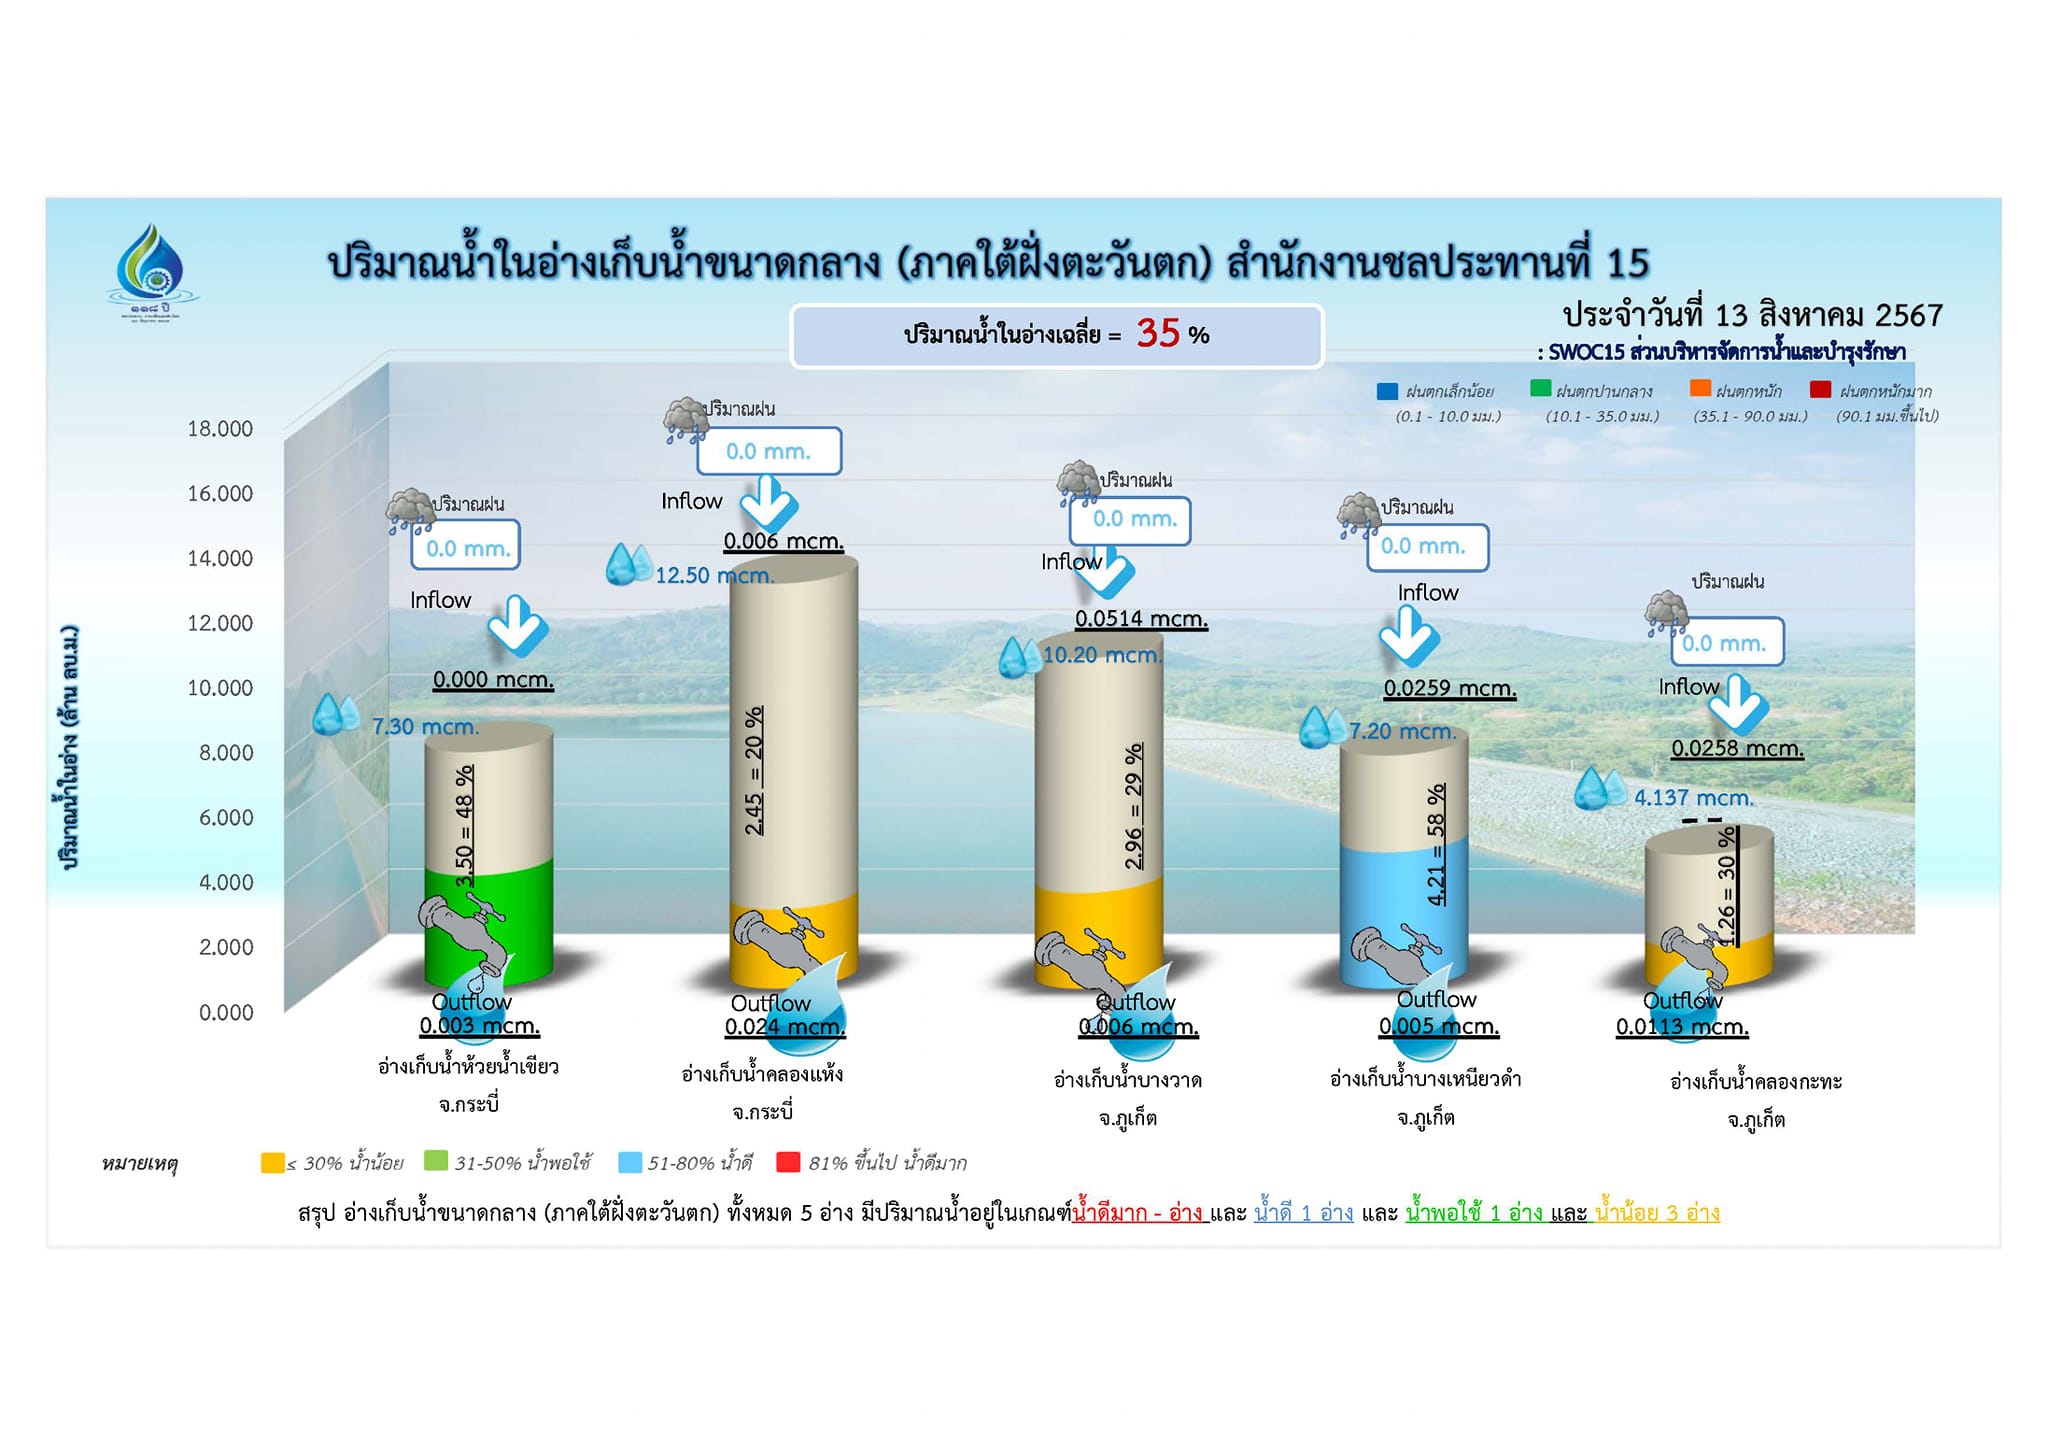 ปริมาณน้ำในอ่างเก็บน้ำขนาดกลาง (ภาคใต้ฝั่งตะวันตก) สำนักงานชลประทานที่ 15
๑๑๘ ปี
ปริมาณน้ำในอ่างเฉลี่ย = 35 %
ประจำวันที่ 13 สิงหาคม 2567
: SWOC15 ส่วนบริหารจัดการน้ำและบำรุงรักษา
ฝนตกเล็กน้อย
(0.1 - 10.0 มม.)
ฝนตกปานกลาง
(10.1 - 35.0 มม.)
ฝนตกหนัก
(35.1 - 90.0 มม.)
ฝนตกหนักมาก
(90.1 มม.ขึ้นไป)
ปริมาณน้ำในอ่าง (ล้าน ลบ.ม.)
18.000
16.000
14.000
12.000
10.000
8.000
6.000
4.000
2.000
0.000
ปริมาณฝน
0.0 mm.
Inflow
0.000 mcm.
7.30 mcm.
3.50 = 48 %
Outflow
0.003 mcm.
อ่างเก็บน้ำห้วยน้ำเขียว
จ.กระบี่
ปริมาณฝน
0.0 mm.
Inflow
0.006 mcm.
12.50 mcm.
2.45 = 20 %
Outflow
0.024 mcm.
อ่างเก็บน้ำคลองแห้ง
จ.กระบี่
ปริมาณฝน
0.0 mm.
Inflow
0.0514 mcm.
10.20 mcm.
2.96 = 29 %
Outflow
0.006 mcm.
อ่างเก็บน้ำบางวาด
จ.ภูเก็ต
ปริมาณฝน
0.0 mm.
Inflow
0.0259 mcm.
7.20 mcm.
4.21 = 58 %
Outflow
0.005 mcm.
อ่างเก็บน้ำบางเหนียวดำ
จ.ภูเก็ต
ปริมาณฝน
0.0 mm.
Inflow
0.0258 mcm.
4.137 mcm.
1.26 = 30 %
Outflow
0.0113 mcm.
อ่างเก็บน้ำคลองกะทะ
จ.ภูเก็ต
หมายเหตุ
≤ 30% น้ำน้อย
31-50% น้ำพอใช้
51-80% น้ำดี
81% ขึ้นไป น้ำดีมาก
สรุป อ่างเก็บน้ำขนาดกลาง (ภาคใต้ฝั่งตะวันตก) ทั้งหมด 5 อ่าง มีปริมาณน้ำอยู่ในเกณฑ์น้ำดีมาก - อ่าง และ น้ำดี 1 อ่าง และ น้ำพอใช้ 1 อ่าง และ น้ำน้อย 3 อ่าง